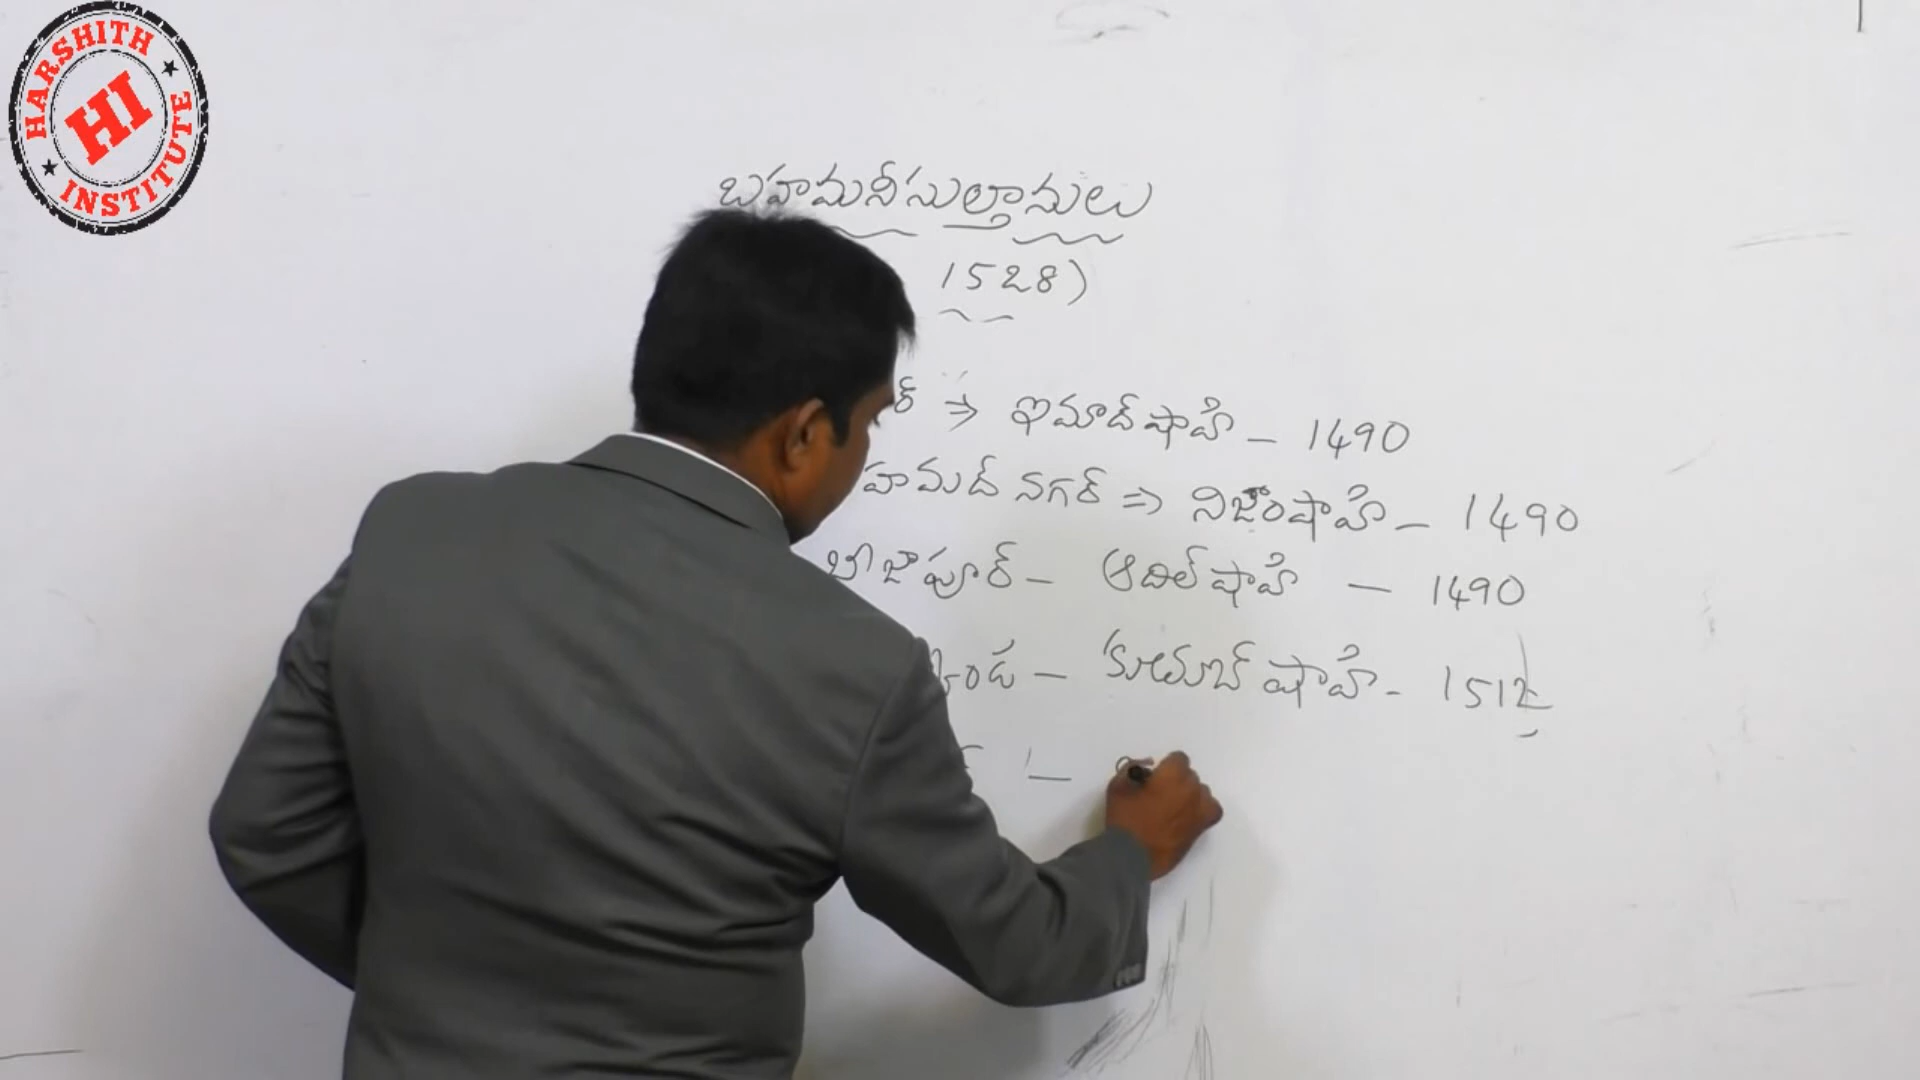 HARSHITH
HI
INSTITUTE
బహమనీసుల్తానులు
1528)
ర్ => ఇమాద్‌షాహి - 1490
హమద్ నగర్ => నిజాంషాహి - 1490
బీజాపూర్ - ఆదిల్‌షాహి - 1490
కొండ - కుతుబ్ షాహి - 1512